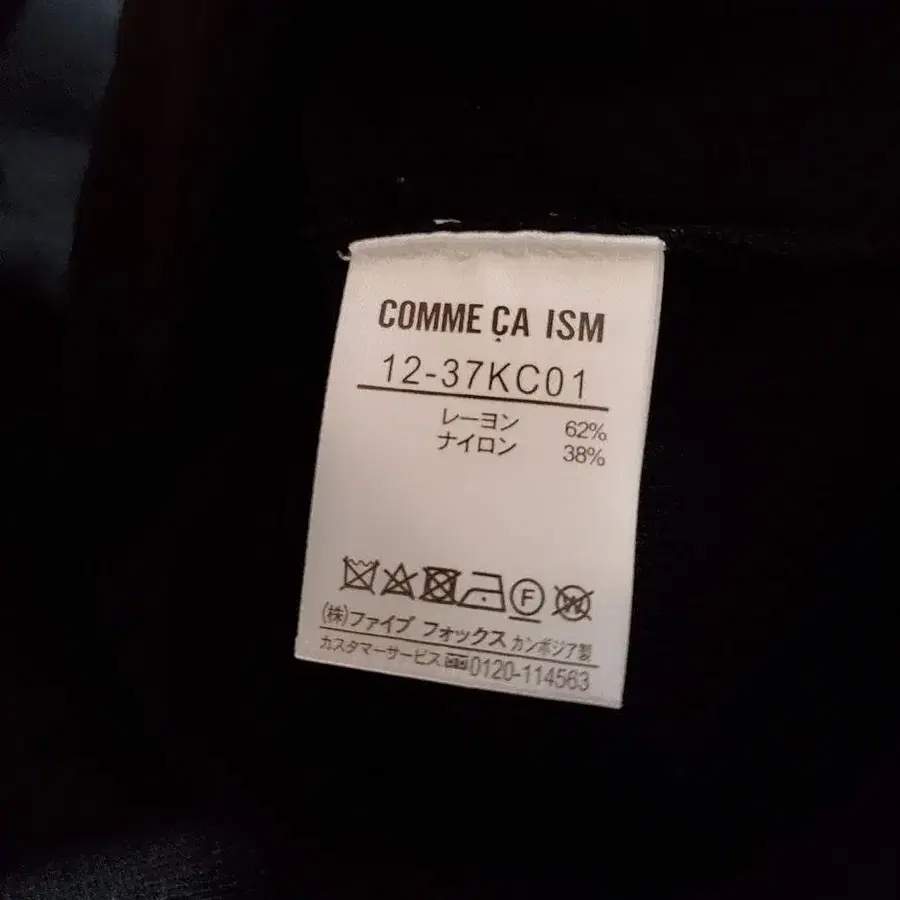 COMME ÇA ISM
12-37KC01
レーヨン 62%
ナイロン 38%
F W
(株)ファイブ フォックス カンボジア製
カスタマーサービス 0120-114563